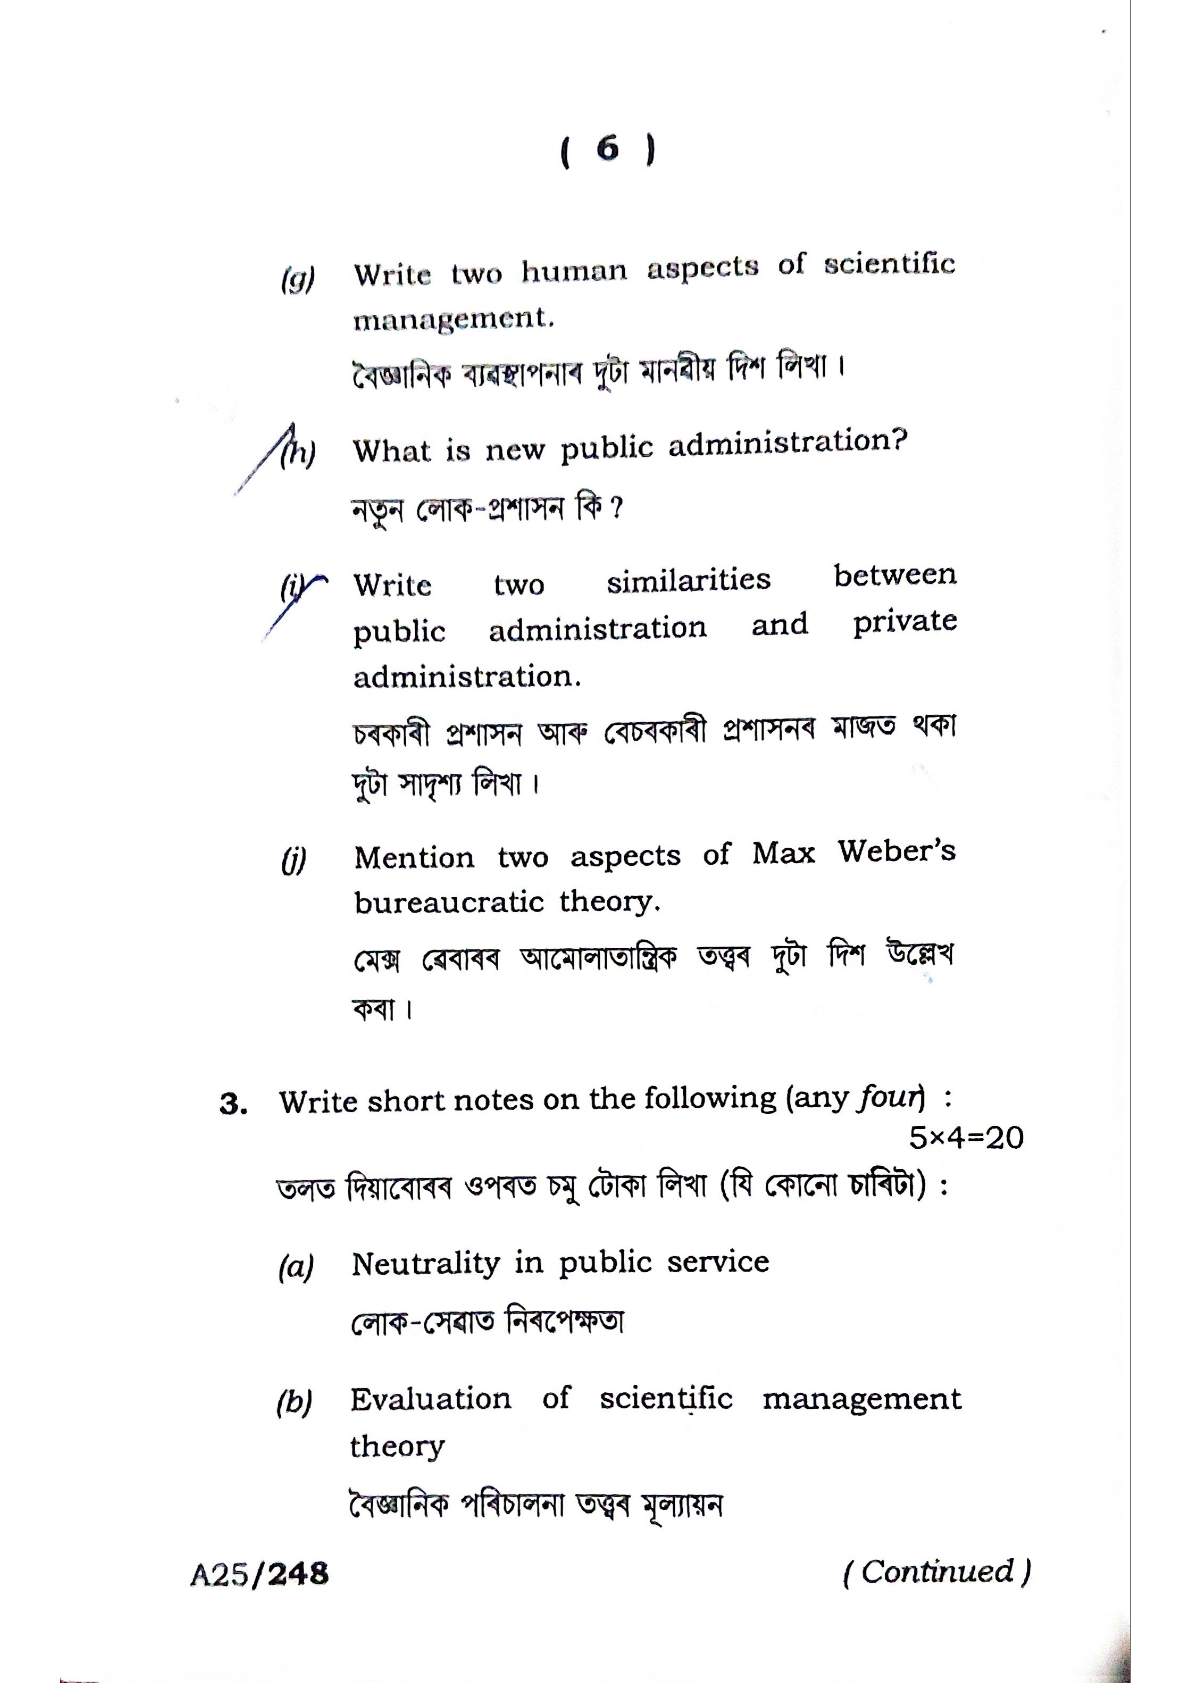 ( 6 )
(g) Write two human aspects of scientific
management.
বৈজ্ঞানিক ব্যৱস্থাপনাৰ দুটা মানৱীয় দিশ লিখা ।
(h) What is new public administration?
নতুন লোক-প্ৰশাসন কি ?
(i) Write two similarities between
public administration and private
administration.
চৰকাৰী প্ৰশাসন আৰু বেচৰকাৰী প্ৰশাসনৰ মাজত থকা
দুটা সাদৃশ্য লিখা ।
(j) Mention two aspects of Max Weber's
bureaucratic theory.
মেক্স ৱেবাৰৰ আমোলাতান্ত্ৰিক তত্ত্বৰ দুটা দিশ উল্লেখ
কৰা ।
3. Write short notes on the following (any four) :
5×4=20
তলত দিয়াবোৰৰ ওপৰত চমু টোকা লিখা (যি কোনো চাৰিটা) :
(a) Neutrality in public service
লোক-সেৱাত নিৰপেক্ষতা
(b) Evaluation of scientific management
theory
বৈজ্ঞানিক পৰিচালনা তত্ত্বৰ মূল্যায়ন
A25/248 ( Continued )